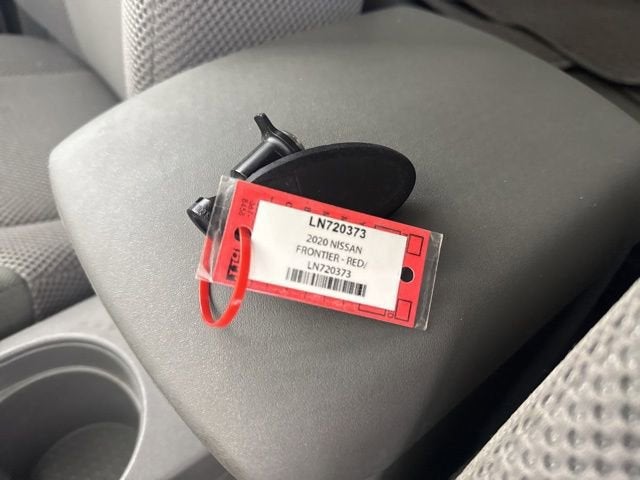 LN720373
2020 NISSAN
FRONTIER - RED/
LN720373